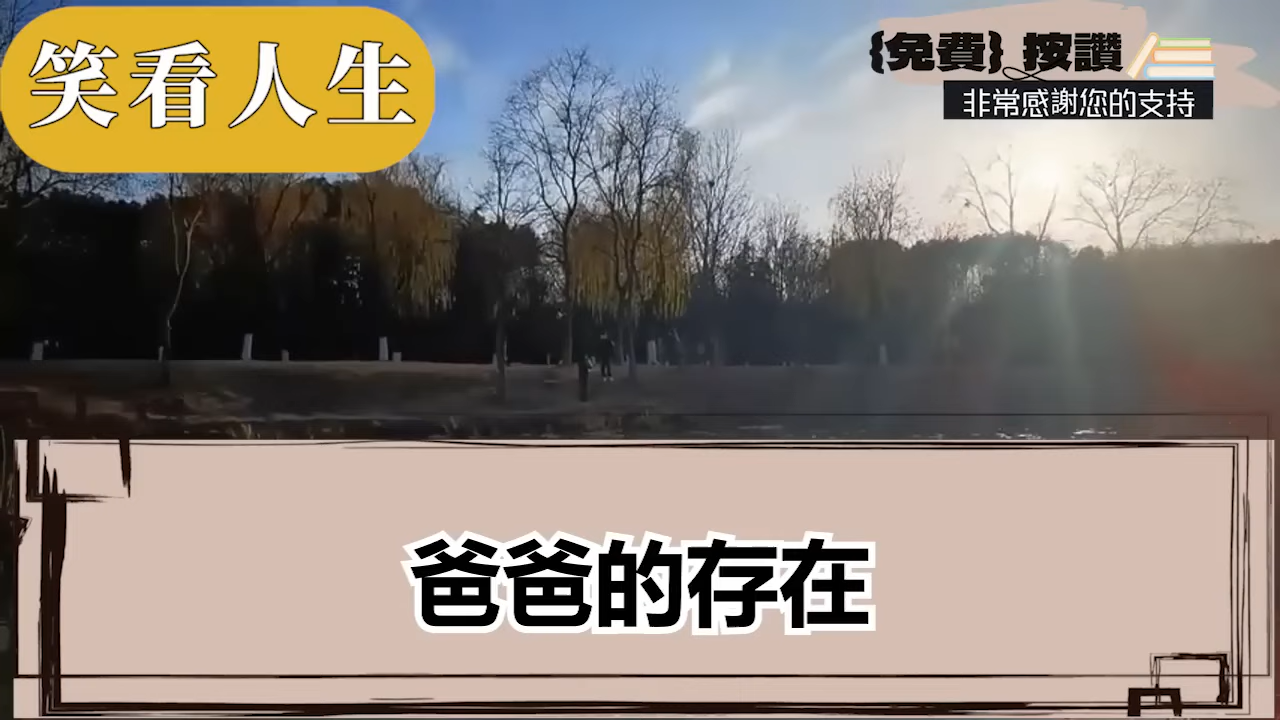 笑看人生
{免費} 按讚
非常感謝您的支持
爸爸的存在